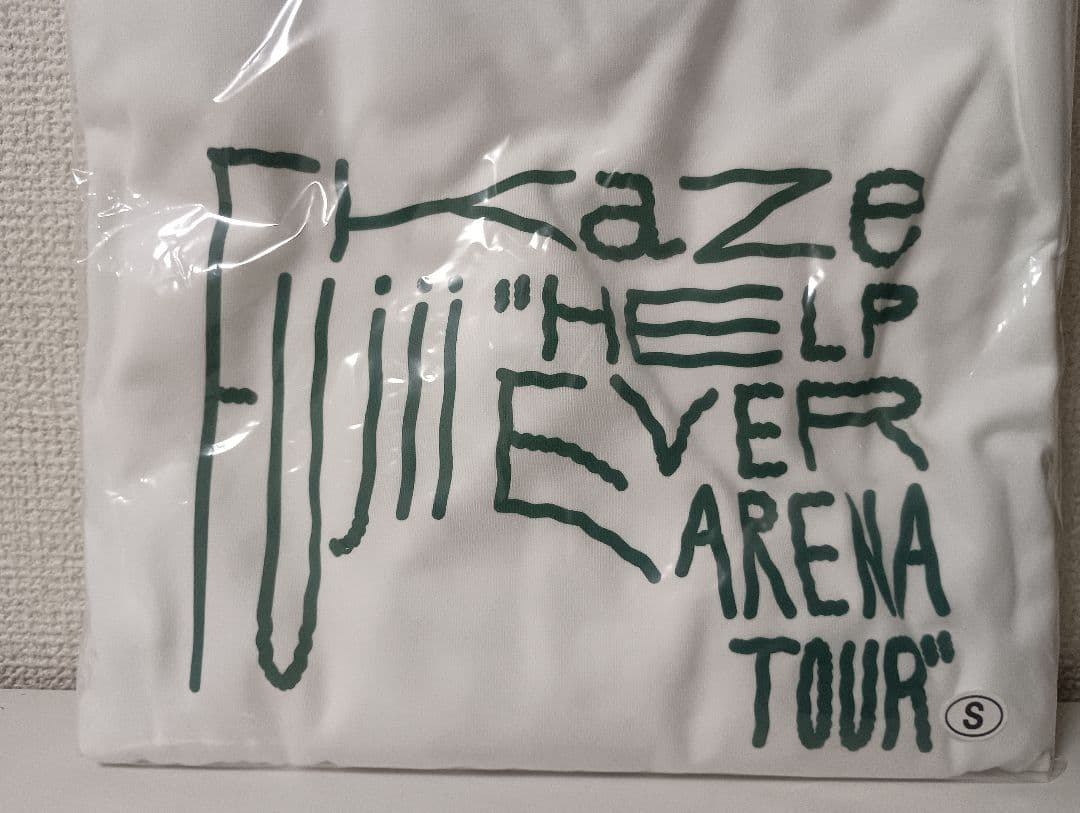 Fujii Kaze
"HELP
EVER
ARENA
TOUR"
S